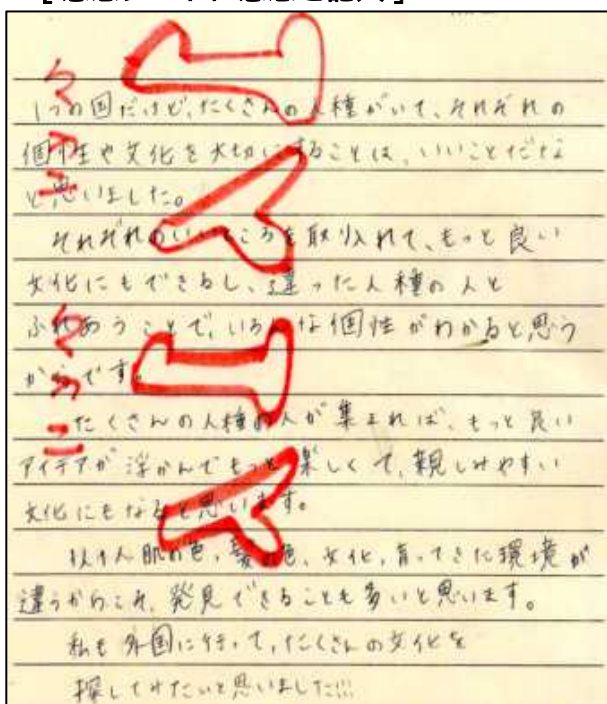 1つの国だけど、たくさんの人種がいて、それぞれの
個性や文化を大切にすることは、いいことだな
と思いました。
それぞれのいいところを取り入れて、もっと良い
文化にもできるし、違った人種の人と
ふれあうことで、いろんな個性がわかると思う
からです。
たくさんの人種の人が集まれば、もっと良い
アイデアが浮かんでもっと楽しくて、親しみやすい
文化にもなると思います。
1人1人肌の色、髪の色、文化、育ってきた環境が
違うからこそ、発見できることも多いと思います。
私も外国に行って、たくさんの文化を
探してみたいと思いました!!!